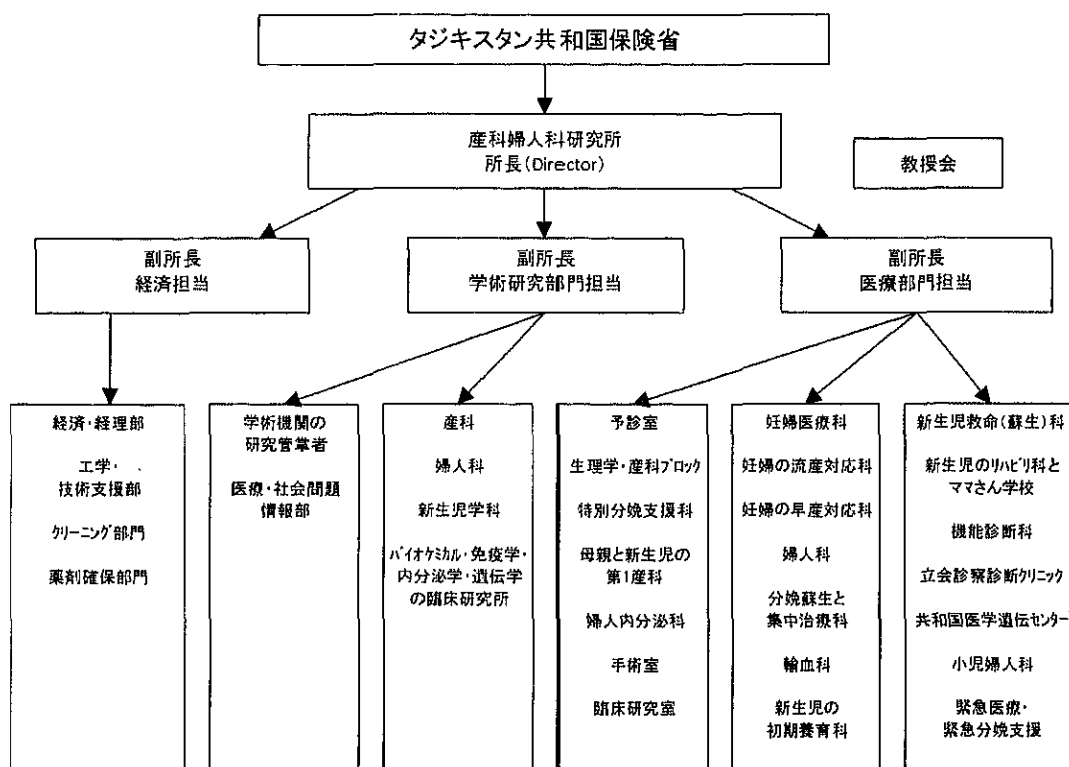 タジキスタン共和国保険省
産科婦人科研究所
所長(Director)
教授会
副所長
経済担当
副所長
学術研究部門担当
副所長
医療部門担当
経済・経理部
工学・
技術支援部
クリーニング部門
薬剤確保部門
学術機関の
研究管掌者
医療・社会問題
情報部
産科
婦人科
新生児学科
バイオケミカル・免疫学・
内分泌学・遺伝学
の臨床研究所
予診室
生理学・産科ブロック
特別分娩支援科
母親と新生児の
第1産科
婦人内分泌科
手術室
臨床研究室
妊婦医療科
妊婦の流産対応科
妊婦の早産対応科
婦人科
分娩蘇生と
集中治療科
輸血科
新生児の
初期養育科
新生児救命(蘇生)科
新生児のリハビリ科と
ママさん学校
機能診断科
立会診察診断クリニック
共和国医学遺伝センター
小児婦人科
緊急医療・
緊急分娩支援